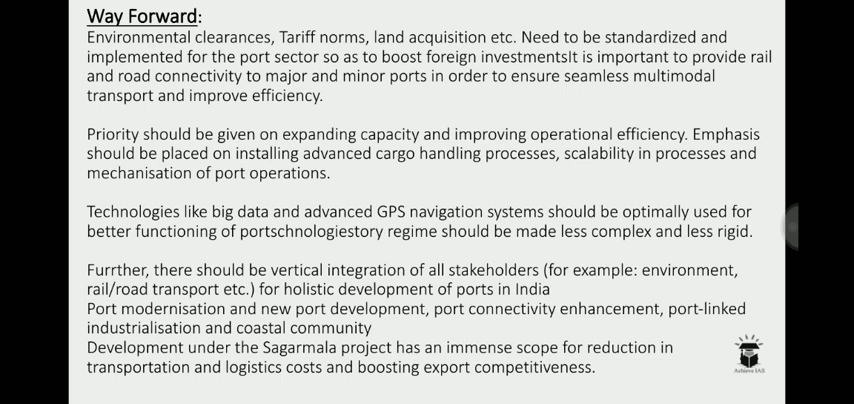 Way Forward:
Environmental clearances, Tariff norms, land acquisition etc. Need to be standardized and
implemented for the port sector so as to boost foreign investmentsIt is important to provide rail
and road connectivity to major and minor ports in order to ensure seamless multimodal
transport and improve efficiency.
Priority should be given on expanding capacity and improving operational efficiency. Emphasis
should be placed on installing advanced cargo handling processes, scalability in processes and
mechanisation of port operations.
Technologies like big data and advanced GPS navigation systems should be optimally used for
better functioning of portschnologiestory regime should be made less complex and less rigid.
Furrther, there should be vertical integration of all stakeholders (for example: environment,
rail/road transport etc.) for holistic development of ports in India
Port modernisation and new port development, port connectivity enhancement, port-linked
industrialisation and coastal community
Development under the Sagarmala project has an immense scope for reduction in
transportation and logistics costs and boosting export competitiveness.
Achieve IAS